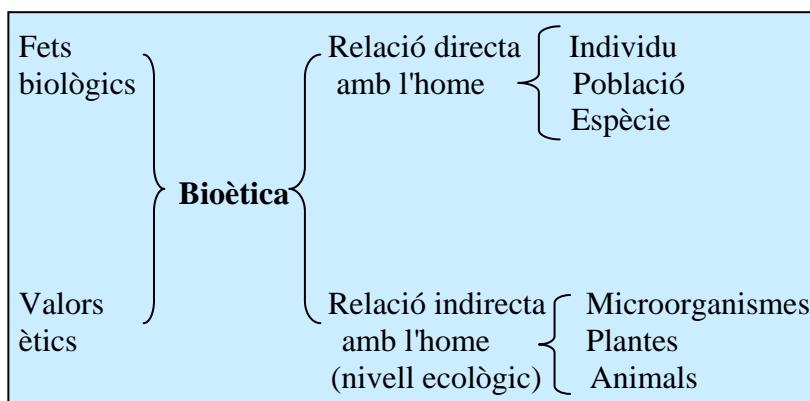 Fets
biològics
Valors
ètics
Bioètica
Relació directa
amb l'home
Individu
Població
Espècie
Relació indirecta
amb l'home
(nivell ecològic)
Microorganismes
Plantes
Animals